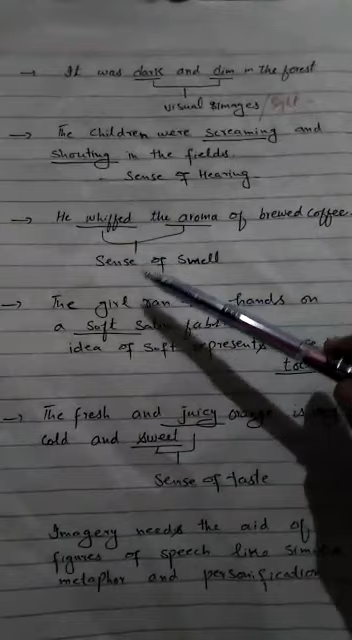 → It was dark and dim in the forest
visual images/sight
→ The children were screaming and
shouting in the fields.
Sense of Hearing
→ He whiffed the aroma of brewed coffee.
Sense of Smell
→ The girl ran hands on
a soft
idea of soft represents
→ The fresh and juicy orange is
cold and sweet
Sense of taste
Imagery needs the aid of
figures of speech like
metaphor and personification